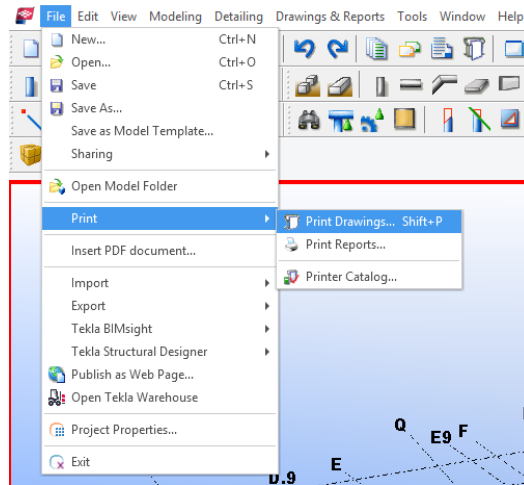 File Edit View Modeling Detailing Drawings & Reports Tools Window Help
New... Ctrl+N
Open... Ctrl+O
Save Ctrl+S
Save As...
Save as Model Template...
Sharing
Open Model Folder
Print
Print Drawings... Shift+P
Print Reports...
Printer Catalog...
Insert PDF document...
Import
Export
Tekla BIMsight
Tekla Structural Designer
Publish as Web Page...
Open Tekla Warehouse
Project Properties...
Exit
Q E9 F
D.9 E